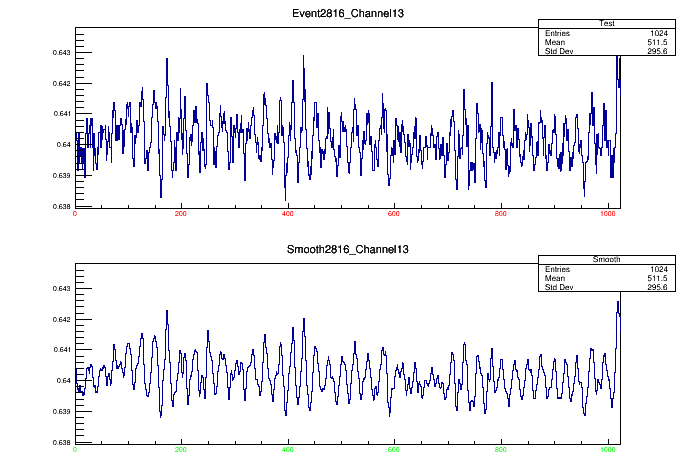 Event2816_Channel13
Test
Entries 1024
Mean 511.5
Std Dev 295.6
0.643
0.642
0.641
0.64
0.639
0.638
0 200 400 600 800 1000
Smooth2816_Channel13
Smooth
Entries 1024
Mean 511.5
Std Dev 295.6
0.643
0.642
0.641
0.64
0.639
0.638
0 200 400 600 800 1000